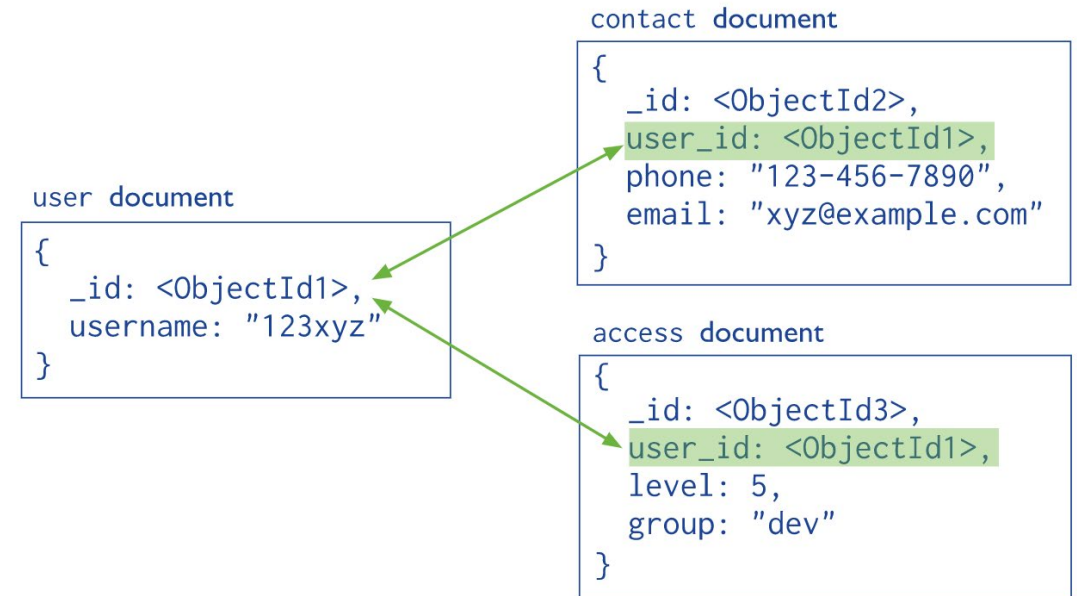 user document
{
  _id: <ObjectId1>,
  username: "123xyz"
}
contact document
{
  _id: <ObjectId2>,
  user_id: <ObjectId1>,
  phone: "123-456-7890",
  email: "xyz@example.com"
}
access document
{
  _id: <ObjectId3>,
  user_id: <ObjectId1>,
  level: 5,
  group: "dev"
}